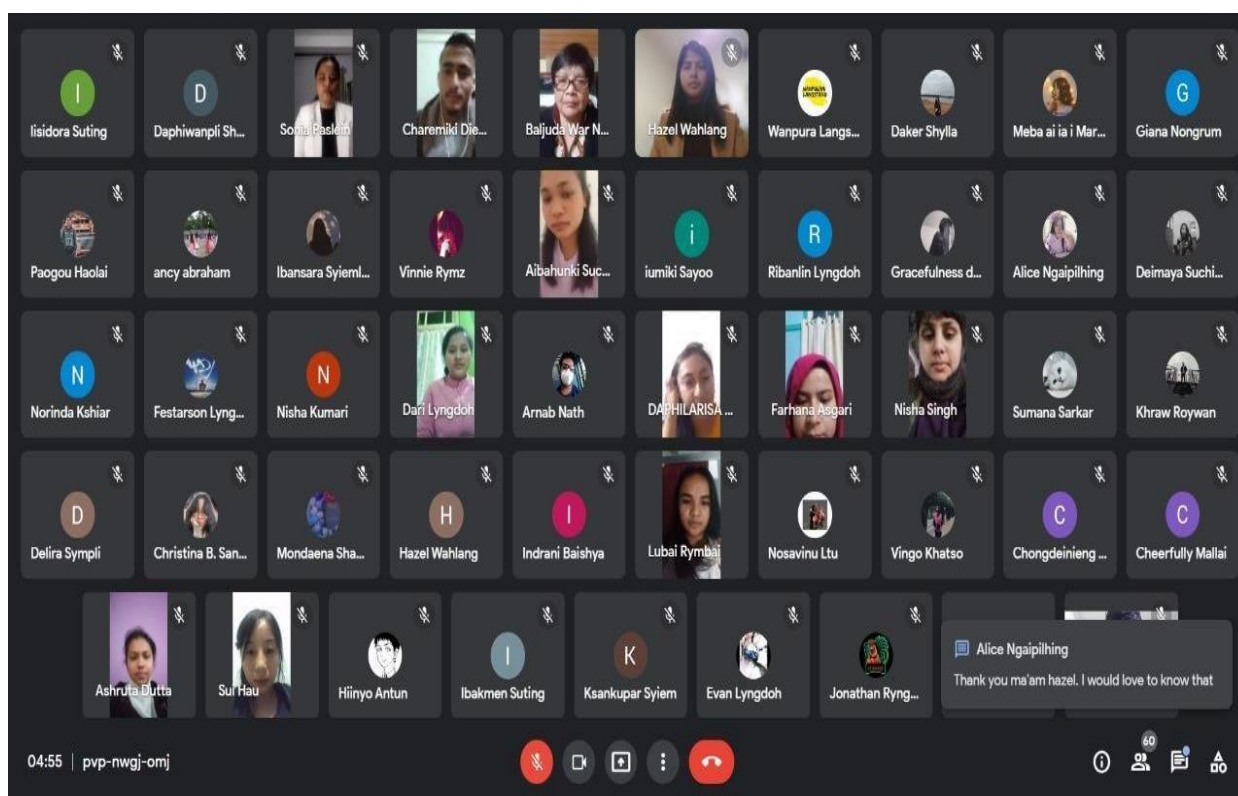 I
Iisidora Suting
D
Daphiwanpli Sh...
Sonia Paslein
Charemiki Die...
Baljuda War N...
Hazel Wahlang
Wanpura Langs...
Daker Shylla
Meba ai ia i Mar...
G
Giana Nongrum
Paogou Haolai
ancy abraham
Ibansara Syieml...
Vinnie Rymz
Aibahunki Suc...
i
iumiki Sayoo
R
Ribanlin Lyngdoh
Gracefulness d...
Alice Ngaipilhing
Deimaya Suchi...
N
Norinda Kshiar
Festarson Lyng...
N
Nisha Kumari
Dari Lyngdoh
Arnab Nath
DAPHILARISA ...
Farhana Asgari
Nisha Singh
Sumana Sarkar
Khraw Roywan
D
Delira Sympli
Christina B. San...
Mondaena Sha...
H
Hazel Wahlang
I
Indrani Baishya
Lubai Rymbai
Nosavinu Ltu
Vingo Khatso
C
Chongdeinieng ...
C
Cheerfully Mallai
Ashruta Dutta
Sui Hau
Hiinyo Antun
I
Ibakmen Suting
K
Ksankupar Syiem
Evan Lyngdoh
Jonathan Ryng...
Alice Ngaipilhing
Thank you ma'am hazel. I would love to know that
04:55 | pvp-nwgj-omj
60